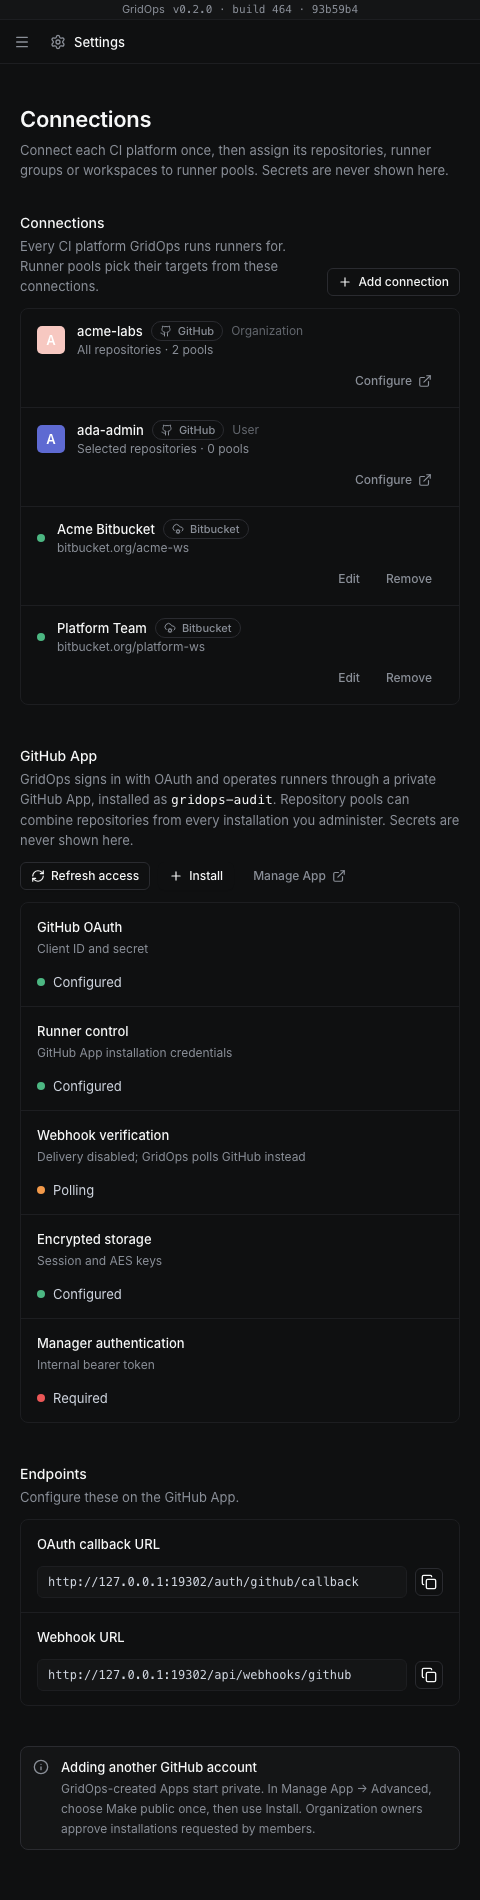 GridOps v0.2.0 · build 464 · 93b59b4
Settings
Connections
Connect each CI platform once, then assign its repositories, runner
groups or workspaces to runner pools. Secrets are never shown here.
Connections
Every CI platform GridOps runs runners for.
Runner pools pick their targets from these
connections.
Add connection
A
acme-labs GitHub Organization
All repositories · 2 pools
Configure
A
ada-admin GitHub User
Selected repositories · 0 pools
Configure
Acme Bitbucket Bitbucket
bitbucket.org/acme-ws
Edit Remove
Platform Team Bitbucket
bitbucket.org/platform-ws
Edit Remove
GitHub App
GridOps signs in with OAuth and operates runners through a private
GitHub App, installed as gridops-audit. Repository pools can
combine repositories from every installation you administer. Secrets are
never shown here.
Refresh access Install Manage App
GitHub OAuth
Client ID and secret
Configured
Runner control
GitHub App installation credentials
Configured
Webhook verification
Delivery disabled; GridOps polls GitHub instead
Polling
Encrypted storage
Session and AES keys
Configured
Manager authentication
Internal bearer token
Required
Endpoints
Configure these on the GitHub App.
OAuth callback URL
http://127.0.0.1:19302/auth/github/callback
Webhook URL
http://127.0.0.1:19302/api/webhooks/github
Adding another GitHub account
GridOps-created Apps start private. In Manage App → Advanced,
choose Make public once, then use Install. Organization owners
approve installations requested by members.